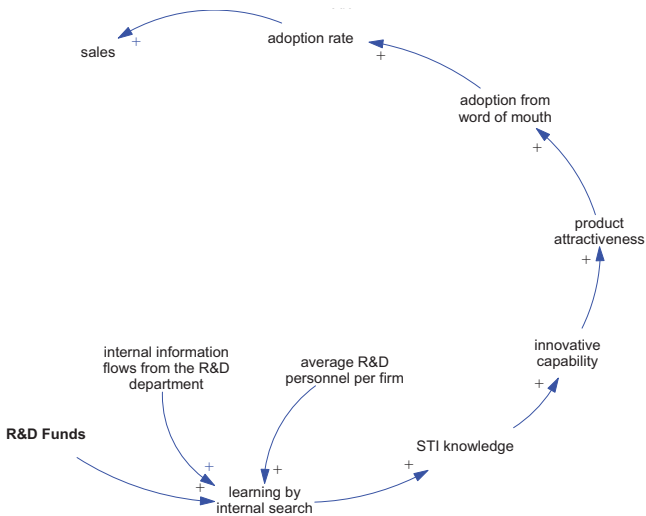 adoption rate
sales
+
+
adoption from
word of mouth
+
product
attractiveness
+
innovative
capability
+
internal information
flows from the R&D
department
average R&D
personnel per firm
R&D Funds
STI knowledge
+
+
+
+
learning by
internal search